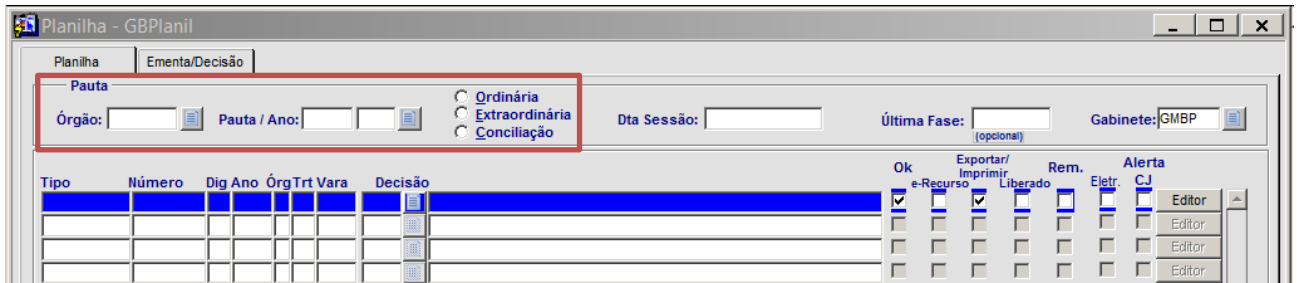 Planilha - GBPlanil
Planilha
Ementa/Decisão
Pauta
Órgão:
Pauta / Ano:
Ordinária
Extraordinária
Conciliação
Dta Sessão:
Última Fase:
(opcional)
Gabinete: GMBP
Tipo Número Dig Ano Órg Trt Vara Decisão
Ok e-Recurso Exportar/ Imprimir Liberado Rem. Eletr. Alerta CJ
Editor
Editor
Editor
Editor